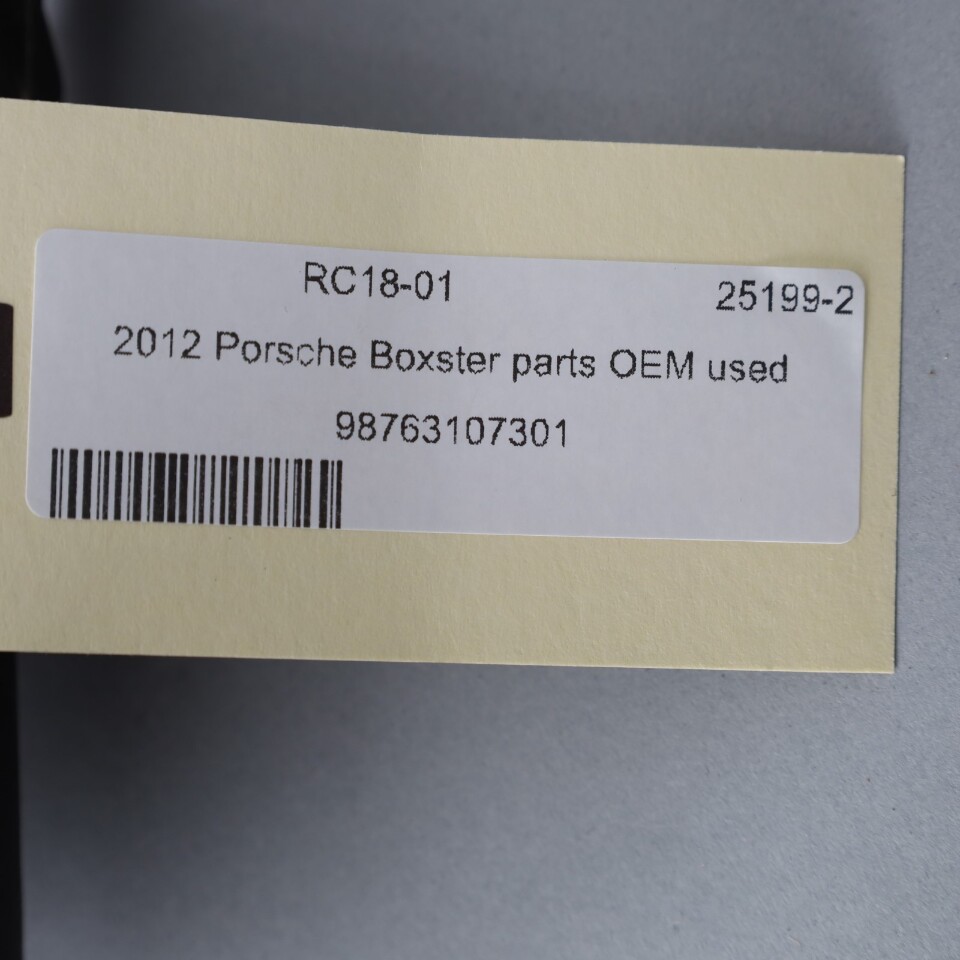 RC18-01 25199-2
2012 Porsche Boxster parts OEM used
98763107301